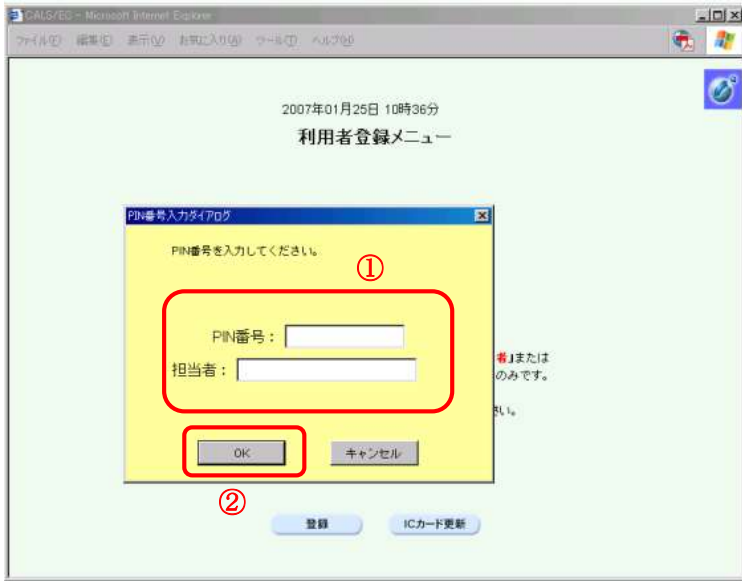 CALS/EC - Microsoft Internet Explorer
ファイル(F) 編集(E) 表示(V) お気に入り(A) ツール(T) ヘルプ(H)
2007年01月25日 10時36分
利用者登録メニュー
PIN番号入力ダイアログ
PIN番号を入力してください。
①
PIN番号：
担当者：
者」または
のみです。
さい。
OK
キャンセル
②
登録
ICカード更新